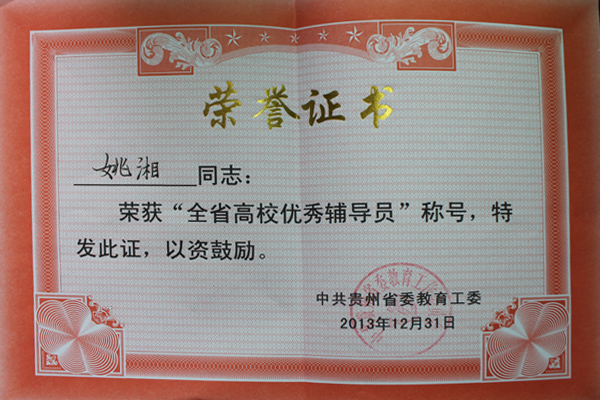 荣誉证书
姚湘 同志：
荣获“全省高校优秀辅导员”称号，特
发此证，以资鼓励。
中共贵州省委教育工委
2013年12月31日